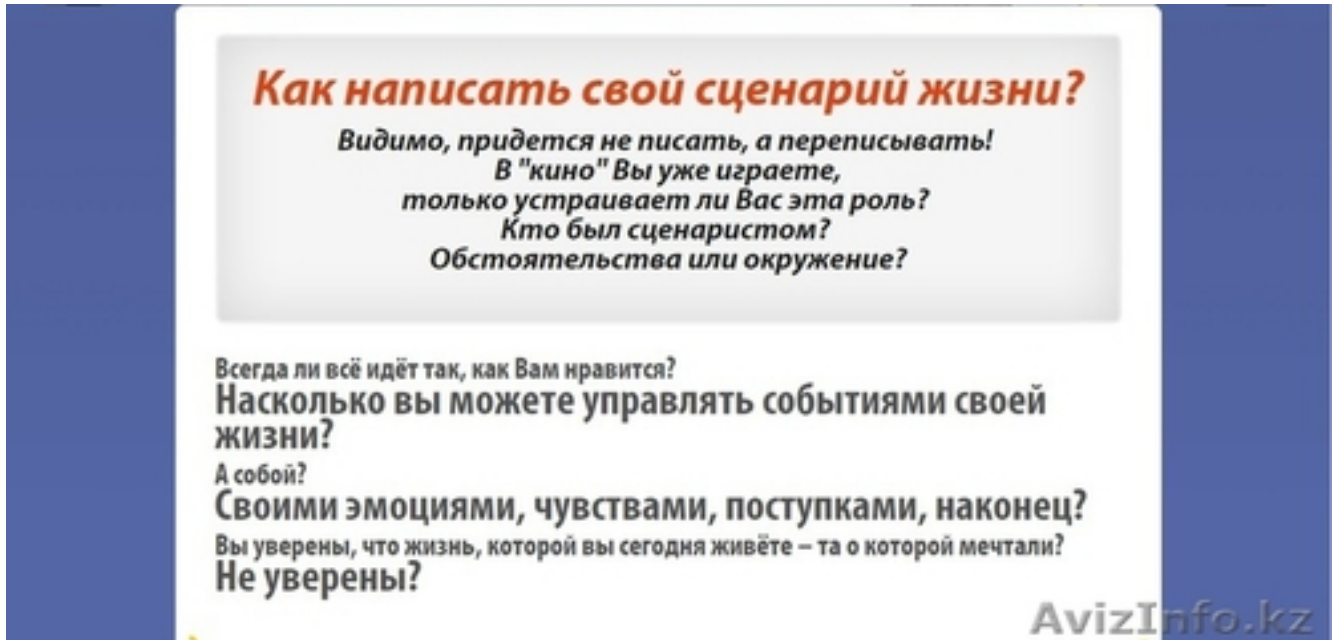 Как написать свой сценарий жизни?
Видимо, придется не писать, а переписывать!
В "кино" Вы уже играете,
только устраивает ли Вас эта роль?
Кто был сценаристом?
Обстоятельства или окружение?
Всегда ли всё идёт так, как Вам нравится?
Насколько вы можете управлять событиями своей
жизни?
А собой?
Своими эмоциями, чувствами, поступками, наконец?
Вы уверены, что жизнь, которой вы сегодня живёте – та о которой мечтали?
Не уверены?
AvizInfo.kz